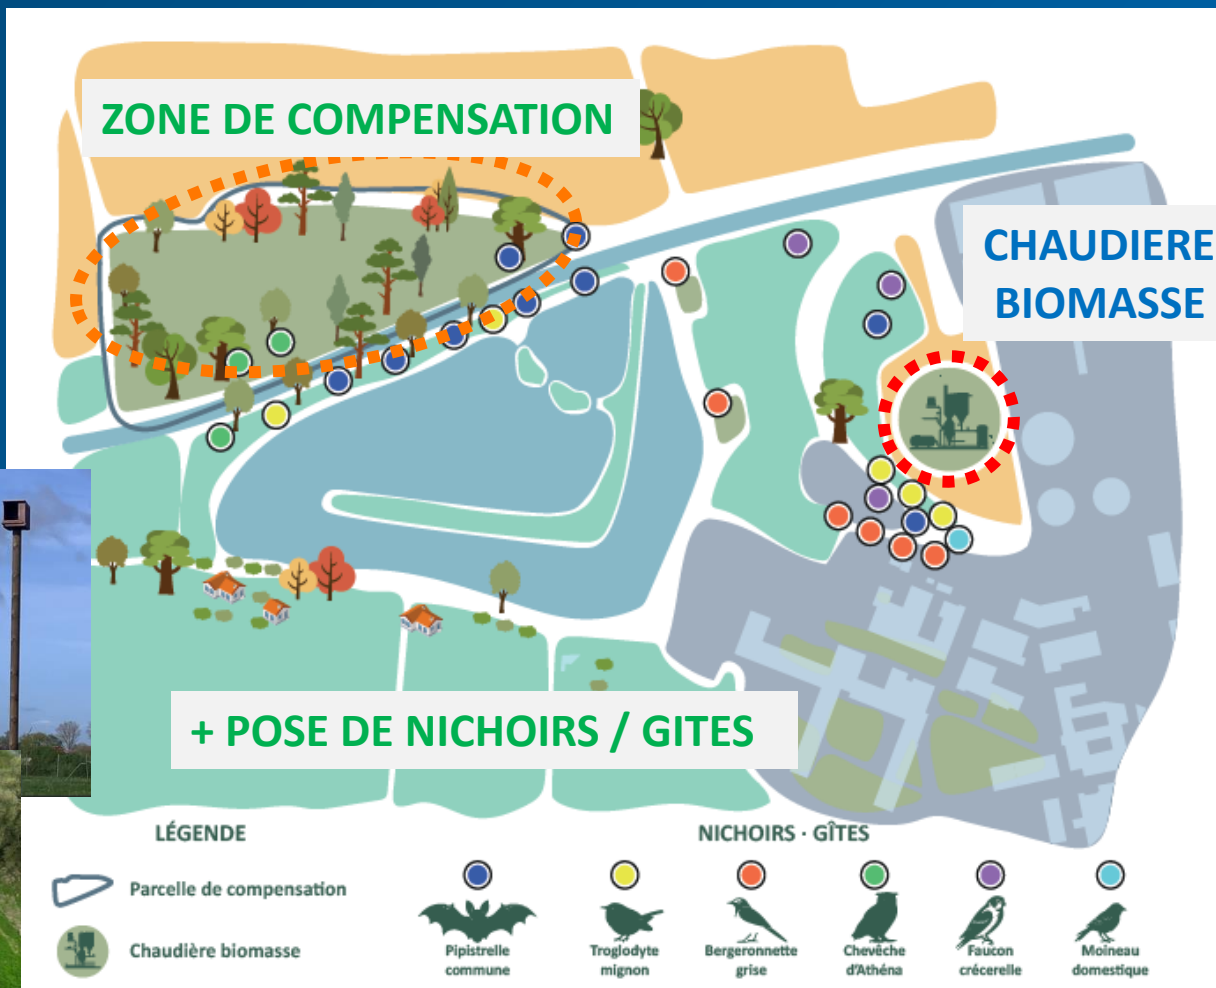 ZONE DE COMPENSATION
CHAUDIERE
BIOMASSE
+ POSE DE NICHOIRS / GITES
LÉGENDE
Parcelle de compensation
Chaudière biomasse
NICHOIRS · GÎTES
Pipistrelle
commune
Troglodyte
mignon
Bergeronnette
grise
Chevêche
d'Athéna
Faucon
crécerelle
Moineau
domestique